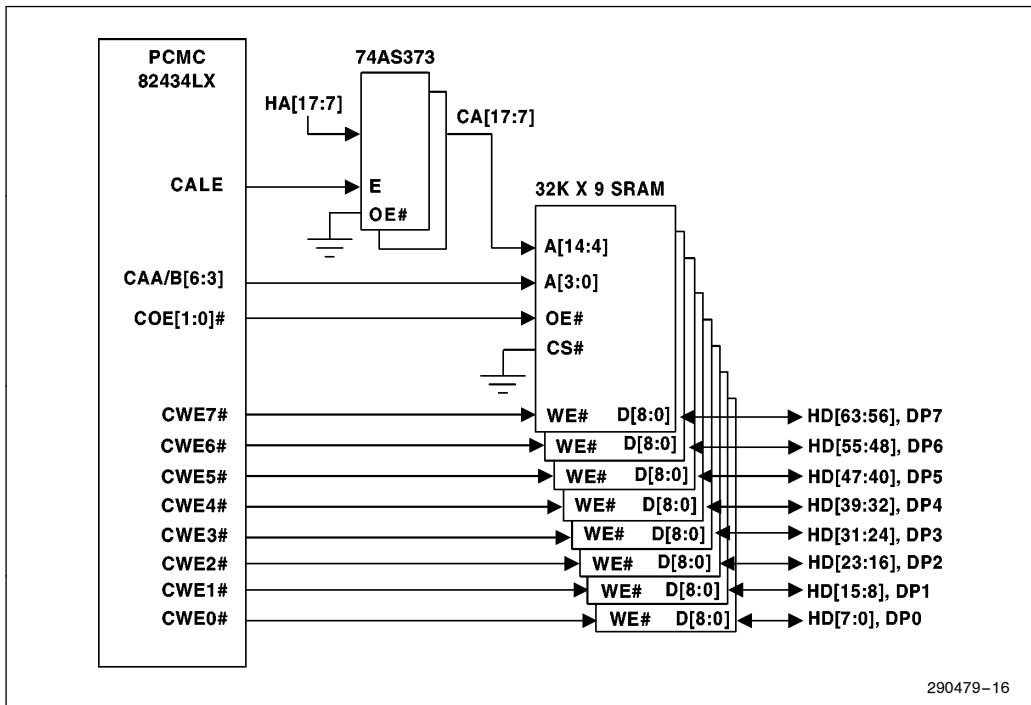 PCMC
82434LX
74AS373
HA[17:7]
CA[17:7]
CALE
E
OE#
32K X 9 SRAM
A[14:4]
CAA/B[6:3]
A[3:0]
COE[1:0]#
OE#
CS#
CWE7#
WE# D[8:0]
HD[63:56], DP7
CWE6#
WE# D[8:0]
HD[55:48], DP6
CWE5#
WE# D[8:0]
HD[47:40], DP5
CWE4#
WE# D[8:0]
HD[39:32], DP4
CWE3#
WE# D[8:0]
HD[31:24], DP3
CWE2#
WE# D[8:0]
HD[23:16], DP2
CWE1#
WE# D[8:0]
HD[15:8], DP1
CWE0#
WE# D[8:0]
HD[7:0], DP0
290479–16